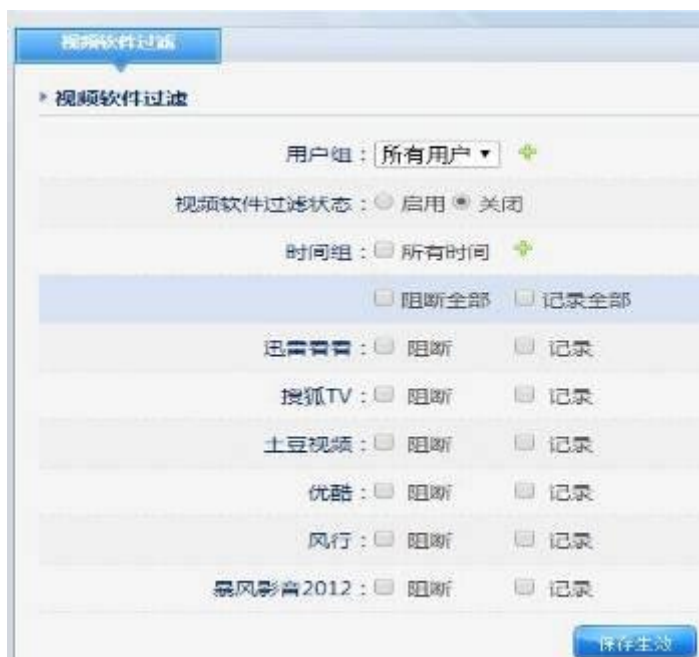 视频软件过滤
视频软件过滤
用户组：所有用户
视频软件过滤状态：启用 关闭
时间组：所有时间
阻断全部 记录全部
迅雷看看：阻断 记录
搜狐TV：阻断 记录
土豆视频：阻断 记录
优酷：阻断 记录
风行：阻断 记录
暴风影音2012：阻断 记录
保存生效